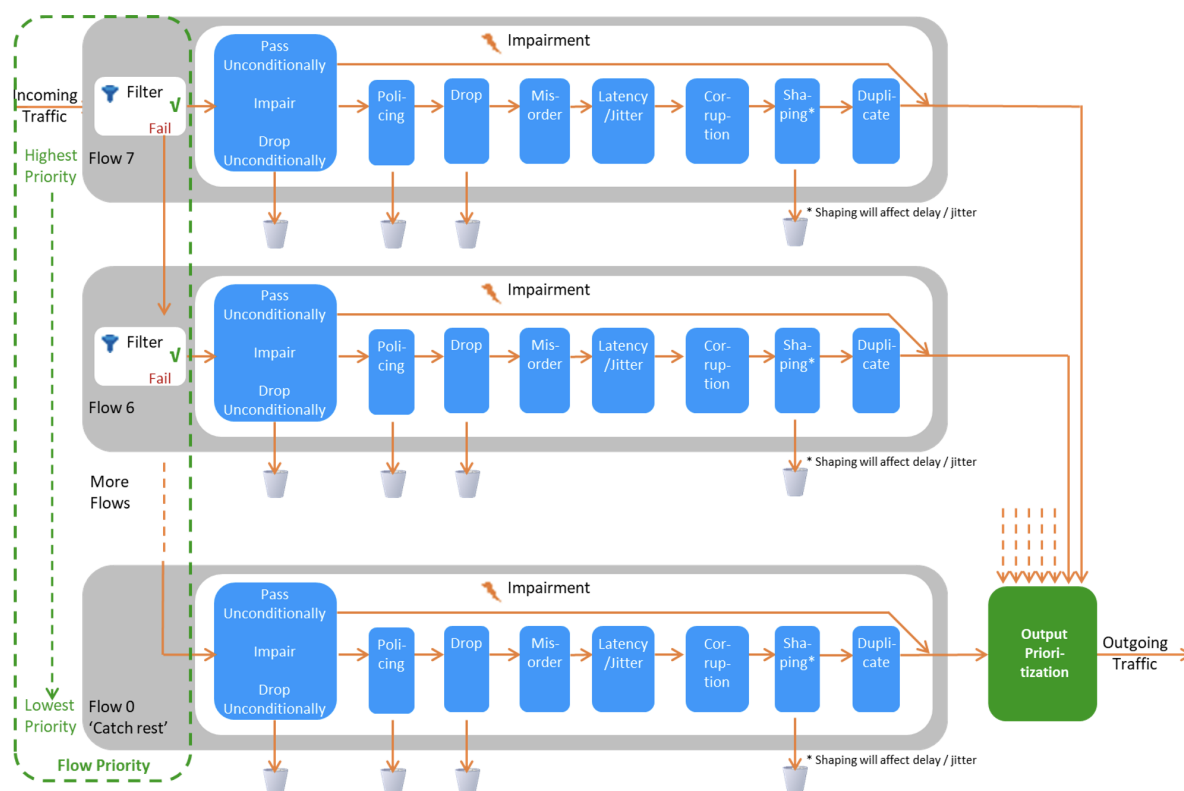 Impairment
Pass
Unconditionally
Impair
Drop
Unconditionally
Incoming
Traffic
Filter
√
Fail
Flow 7
Highest
Priority
Poli-
cing
Drop
Mis-
order
Latency
/Jitter
Cor-
rup-
tion
Sha-
ping*
Dupli-
cate
* Shaping will affect delay / jitter
Impairment
Pass
Unconditionally
Impair
Drop
Unconditionally
Filter
√
Fail
Flow 6
Poli-
cing
Drop
Mis-
order
Latency
/Jitter
Cor-
rup-
tion
Sha-
ping*
Dupli-
cate
* Shaping will affect delay / jitter
More
Flows
Impairment
Pass
Unconditionally
Impair
Drop
Unconditionally
Poli-
cing
Drop
Mis-
order
Latency
/Jitter
Cor-
rup-
tion
Sha-
ping*
Dupli-
cate
Output
Priori-
tization
Outgoing
Traffic
Lowest
Priority
Flow 0
‘Catch rest’
Flow Priority
* Shaping will affect delay / jitter